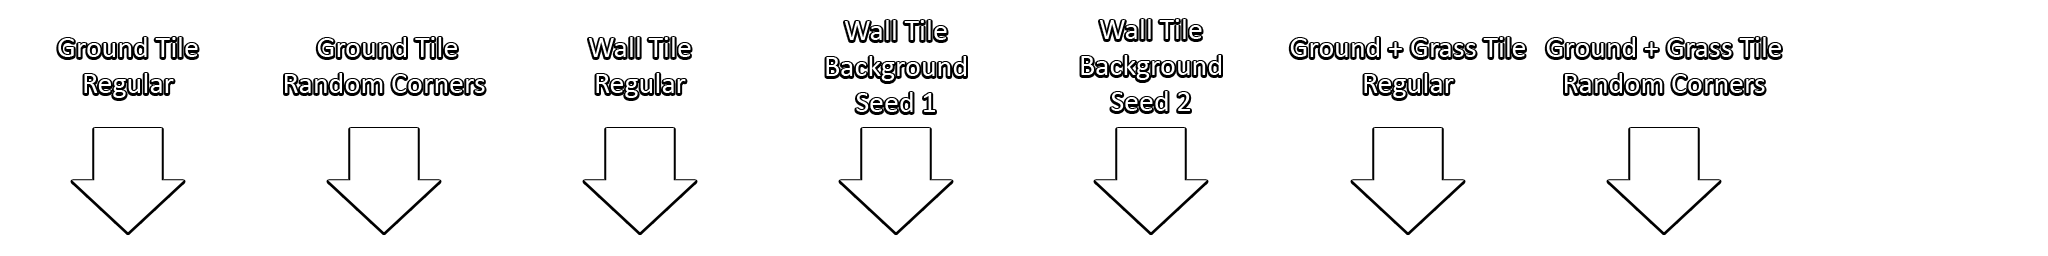 Ground Tile
Regular
Ground Tile
Random Corners
Wall Tile
Regular
Wall Tile
Background
Seed 1
Wall Tile
Background
Seed 2
Ground + Grass Tile
Regular
Ground + Grass Tile
Random Corners